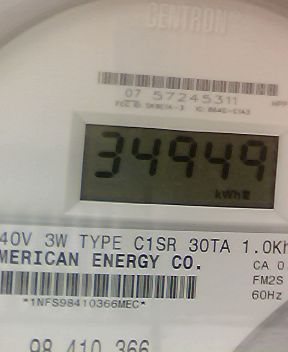 CENTRON
07 57245311
34949
kWh
40V 3W TYPE C1SR 30TA 1.0Kh
MERICAN ENERGY CO.
CA 0
FM2S
60Hz
*1NFS98410366MEC*
98 410 366